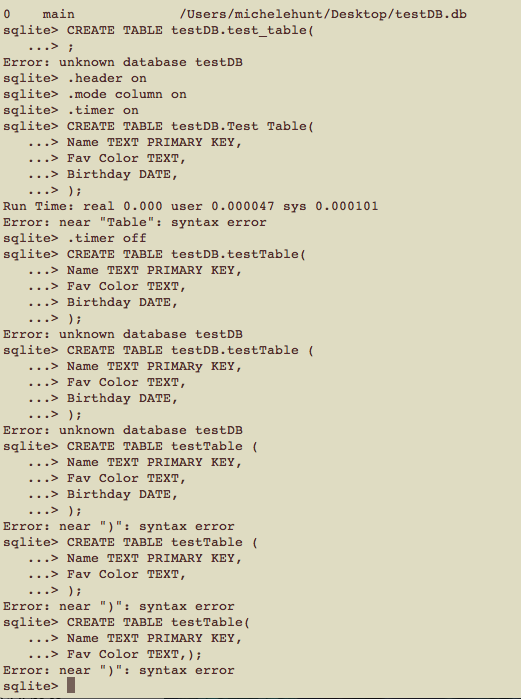 0    main             /Users/michelehunt/Desktop/testDB.db
sqlite> CREATE TABLE testDB.test_table(
   ...> ;
Error: unknown database testDB
sqlite> .header on
sqlite> .mode column on
sqlite> .timer on
sqlite> CREATE TABLE testDB.Test Table(
   ...> Name TEXT PRIMARY KEY,
   ...> Fav Color TEXT,
   ...> Birthday DATE,
   ...> );
Run Time: real 0.000 user 0.000047 sys 0.000101
Error: near "Table": syntax error
sqlite> .timer off
sqlite> CREATE TABLE testDB.testTable(
   ...> Name TEXT PRIMARY KEY,
   ...> Fav Color TEXT,
   ...> Birthday DATE,
   ...> );
Error: unknown database testDB
sqlite> CREATE TABLE testDB.testTable (
   ...> Name TEXT PRIMARy KEY,
   ...> Fav Color TEXT,
   ...> Birthday DATE,
   ...> );
Error: unknown database testDB
sqlite> CREATE TABLE testTable (
   ...> Name TEXT PRIMARY KEY,
   ...> Fav Color TEXT,
   ...> Birthday DATE,
   ...> );
Error: near ")": syntax error
sqlite> CREATE TABLE testTable (
   ...> Name TEXT PRIMARY KEY,
   ...> Fav Color TEXT,
   ...> );
Error: near ")": syntax error
sqlite> CREATE TABLE testTable(
   ...> Name TEXT PRIMARY KEY,
   ...> Fav Color TEXT,);
Error: near ")": syntax error
sqlite>